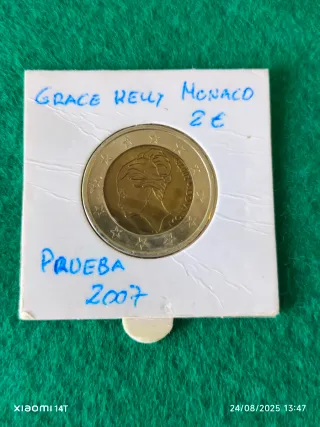 GRACE KELLY MONACO
2 €
PRUEBA
2007
xiaomi 14T
24/08/2025 13:47